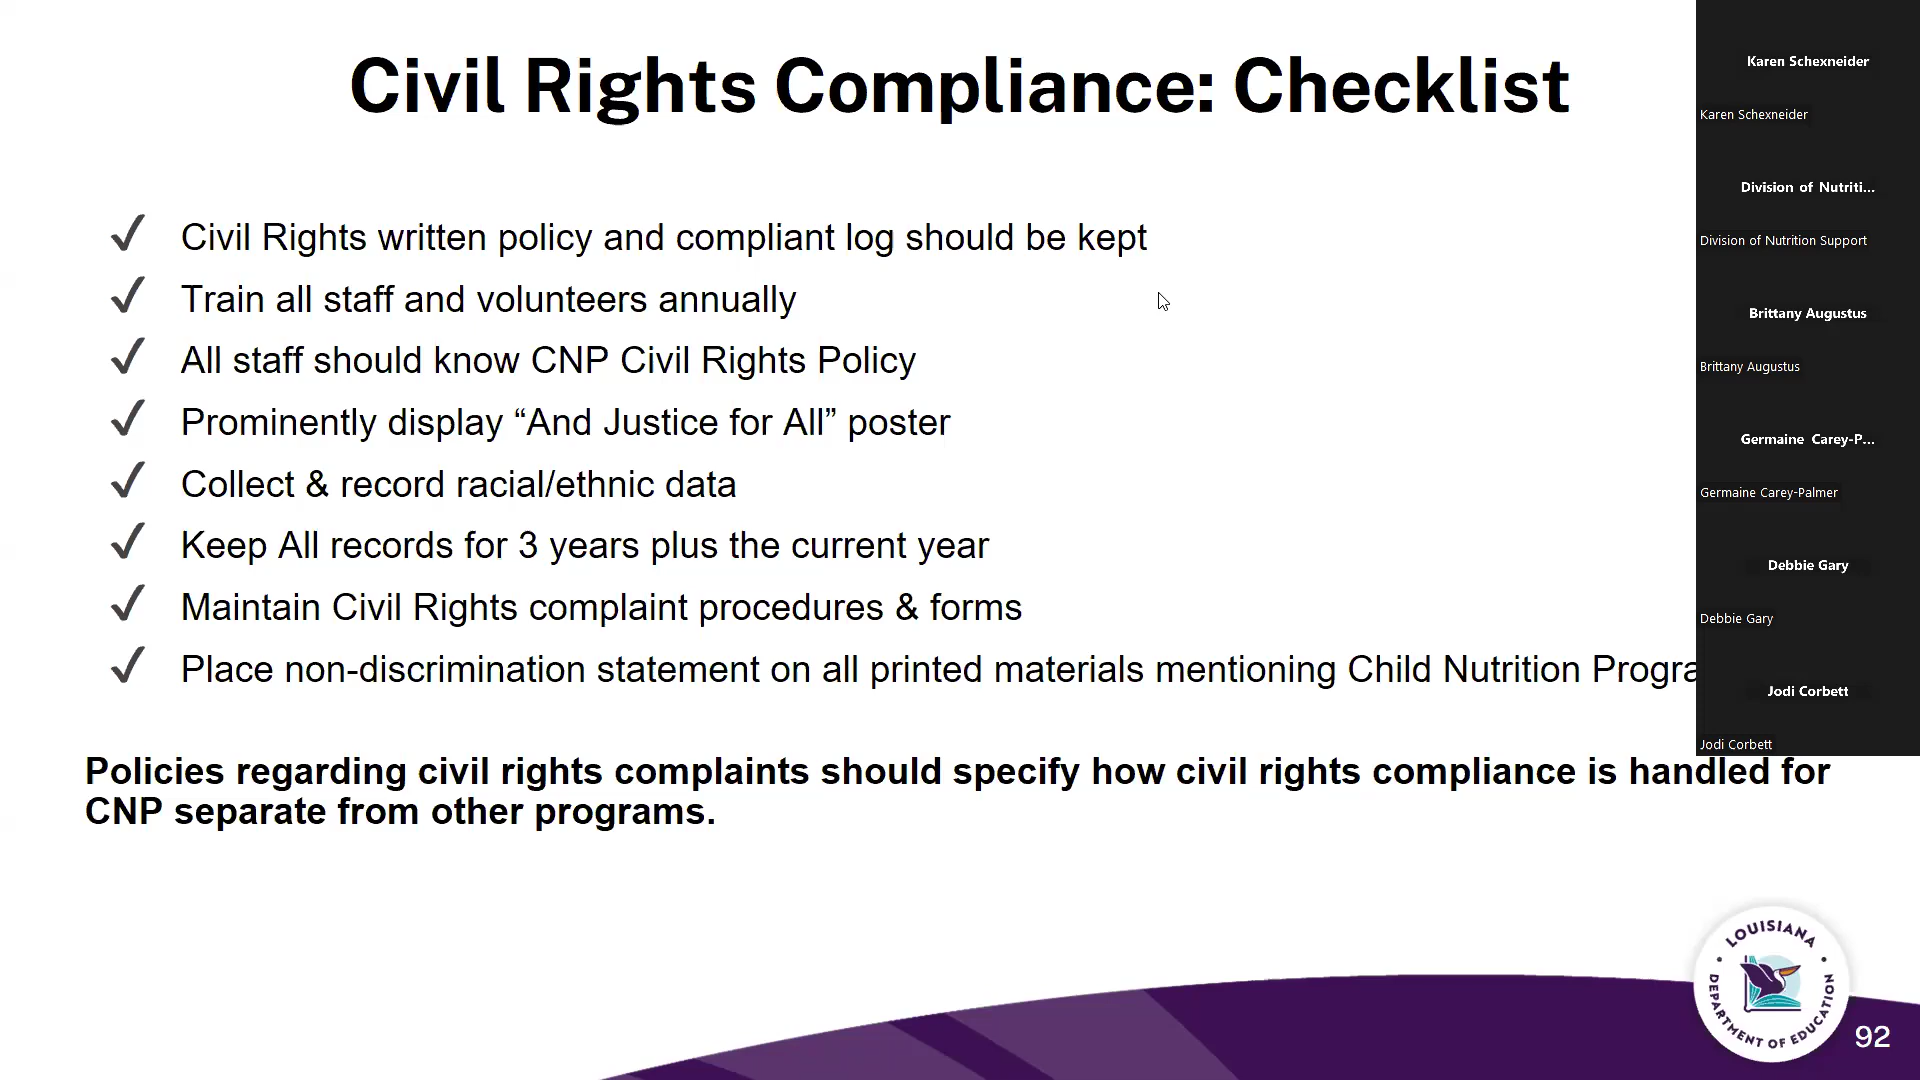 Civil Rights Compliance: Checklist
✓ Civil Rights written policy and compliant log should be kept
✓ Train all staff and volunteers annually
✓ All staff should know CNP Civil Rights Policy
✓ Prominently display “And Justice for All” poster
✓ Collect & record racial/ethnic data
✓ Keep All records for 3 years plus the current year
✓ Maintain Civil Rights complaint procedures & forms
✓ Place non-discrimination statement on all printed materials mentioning Child Nutrition Progra
Policies regarding civil rights complaints should specify how civil rights compliance is handled for
CNP separate from other programs.
Karen Schexneider
Karen Schexneider
Division of Nutriti...
Division of Nutrition Support
Brittany Augustus
Brittany Augustus
Germaine Carey-P...
Germaine Carey-Palmer
Debbie Gary
Debbie Gary
Jodi Corbett
Jodi Corbett
LOUISIANA
DEPARTMENT OF EDUCATION
92